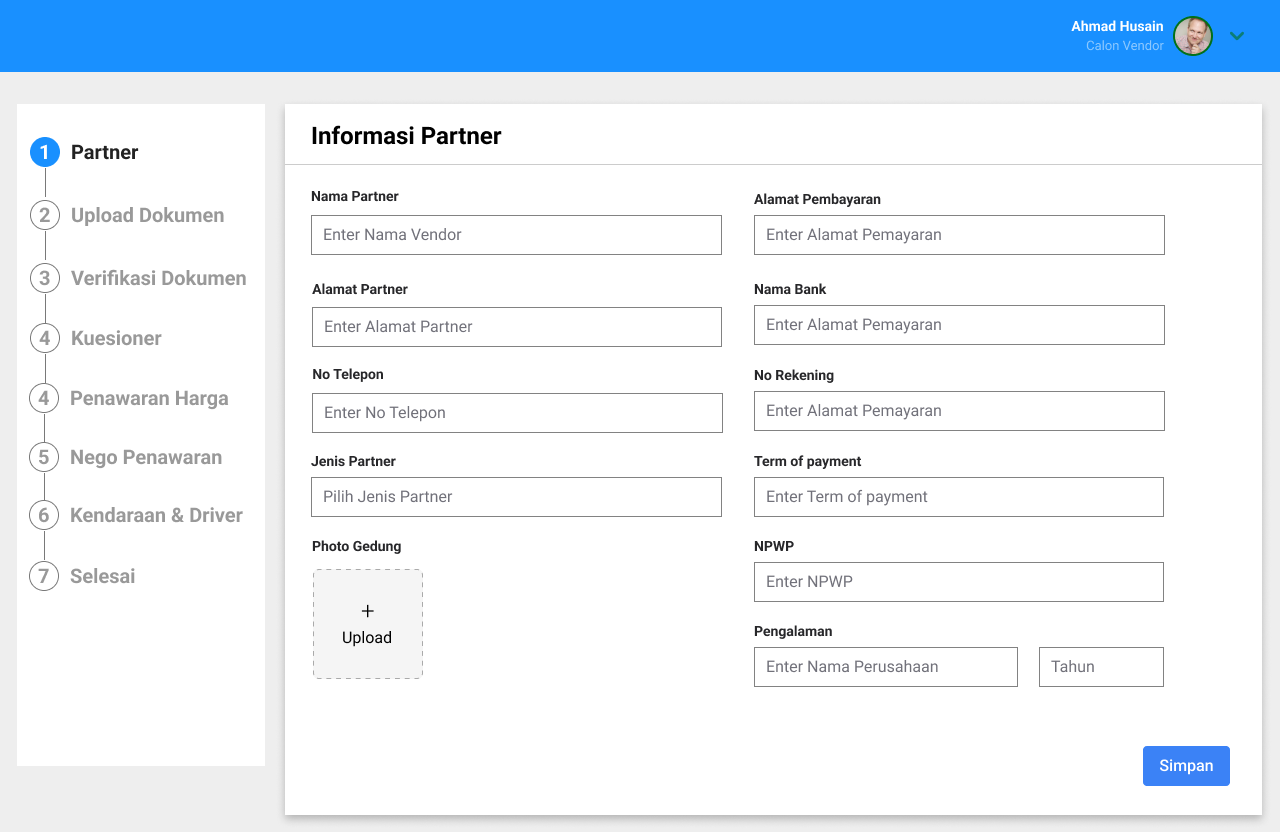 Ahmad Husain
Calon Vendor
1 Partner
2 Upload Dokumen
3 Verifikasi Dokumen
4 Kuesioner
4 Penawaran Harga
5 Nego Penawaran
6 Kendaraan & Driver
7 Selesai
Informasi Partner
Nama Partner
Enter Nama Vendor
Alamat Partner
Enter Alamat Partner
No Telepon
Enter No Telepon
Jenis Partner
Pilih Jenis Partner
Photo Gedung
+
Upload
Alamat Pembayaran
Enter Alamat Pemayaran
Nama Bank
Enter Alamat Pemayaran
No Rekening
Enter Alamat Pemayaran
Term of payment
Enter Term of payment
NPWP
Enter NPWP
Pengalaman
Enter Nama Perusahaan Tahun
Simpan